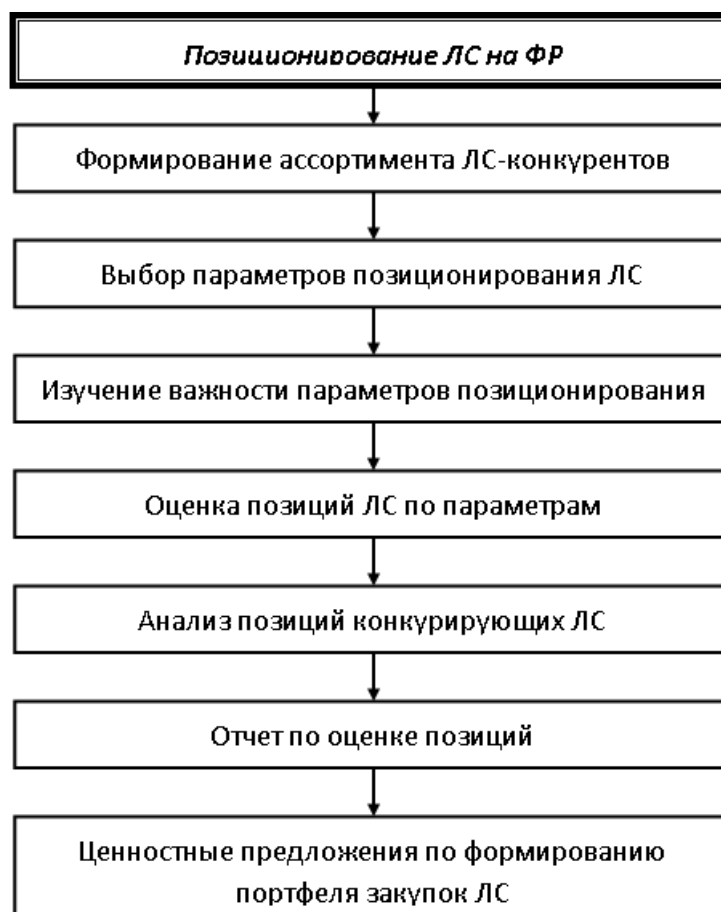 Позиционирование ЛС на ФР
Формирование ассортимента ЛС-конкурентов
Выбор параметров позиционирования ЛС
Изучение важности параметров позиционирования
Оценка позиций ЛС по параметрам
Анализ позиций конкурирующих ЛС
Отчет по оценке позиций
Ценностные предложения по формированию
портфеля закупок ЛС